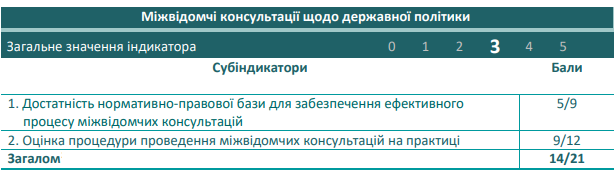 Міжвідомчі консультації щодо державної політики
Загальне значення індикатора 0 1 2 3 4 5
Субіндикатори Бали
1. Достатність нормативно-правової бази для забезпечення ефективного 5/9
процесу міжвідомчих консультацій
2. Оцінка процедури проведення міжвідомчих консультацій на практиці 9/12
Загалом 14/21